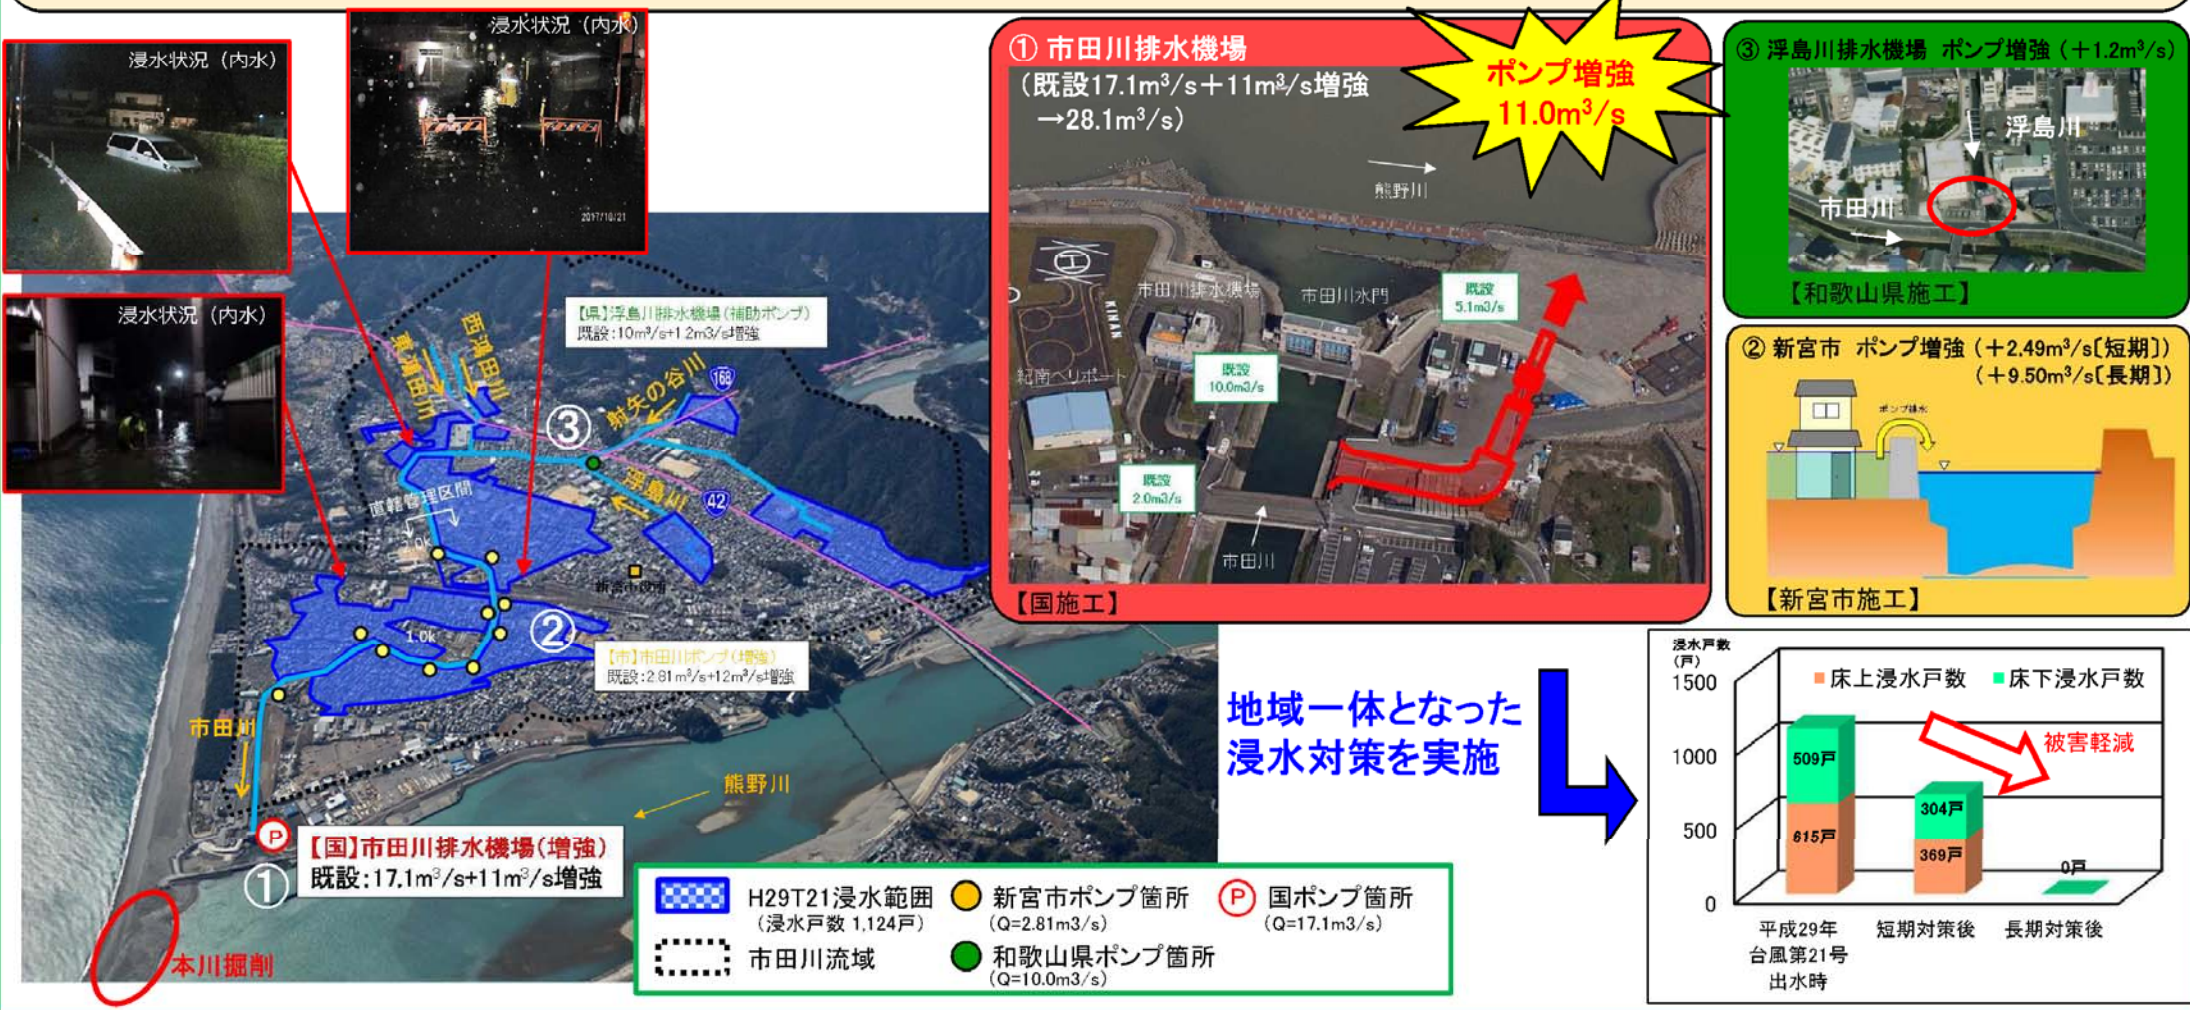 浸水状況（内水）
浸水状況（内水）
2017/10/21
浸水状況（内水）
【県】浮島川排水機場（補助ポンプ）
既設:10m³/s+1.2m3/s増強
東溝田川
西溝田川
射矢の谷川
168
③
浮島川
42
直轄管理区間
新宮市役所
1.0k
②
【市】市田川ポンプ（増強）
既設:2.81m³/s+12m³/s増強
市田川
熊野川
P
①
【国】市田川排水機場（増強）
既設:17.1m³/s+11m³/s増強
本川掘削
H29T21浸水範囲
（浸水戸数 1,124戸）
新宮市ポンプ箇所
(Q=2.81m3/s)
P
国ポンプ箇所
(Q=17.1m3/s)
市田川流域
和歌山県ポンプ箇所
(Q=10.0m3/s)
① 市田川排水機場
（既設17.1m³/s＋11m³/s増強
→28.1m³/s）
ポンプ増強
11.0m³/s
熊野川
H
KINAN
紀南ヘリポート
市田川排水機場
市田川水門
既設
5.1m3/s
既設
10.0m3/s
既設
2.0m3/s
市田川
【国施工】
③ 浮島川排水機場 ポンプ増強（＋1.2m³/s）
浮島川
市田川
【和歌山県施工】
② 新宮市 ポンプ増強（＋2.49m³/s〔短期〕）
（＋9.50m³/s〔長期〕）
ポンプ排水
【新宮市施工】
地域一体となった
浸水対策を実施
浸水戸数
（戸）
床上浸水戸数
床下浸水戸数
1500
1000
500
0
509戸
615戸
304戸
369戸
0戸
被害軽減
平成29年
台風第21号
出水時
短期対策後
長期対策後